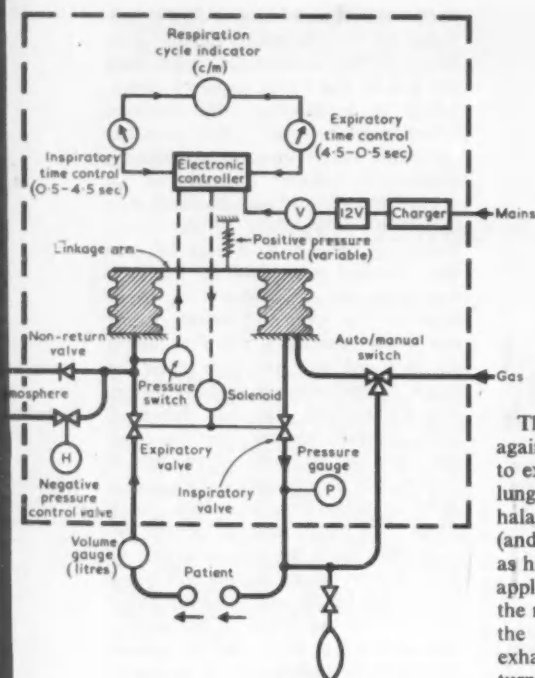 Respiration
cycle indicator
(c/m)
Expiratory
time control
(4·5–0·5 sec)
Inspiratory
time control
(0·5–4·5 sec)
Electronic
controller
V
12V
Charger
Mains
Positive pressure
control (variable)
Linkage arm
Non-return
valve
Auto/manual
switch
Pressure
switch
Solenoid
Gas
mosphere
Expiratory
valve
Inspiratory
valve
Pressure
gauge
P
H
Negative
pressure
control valve
Volume
gauge
(litres)
Patient
Th
again
to ex
lung
hala
(and
as h
appl
the r
the
exha
turn